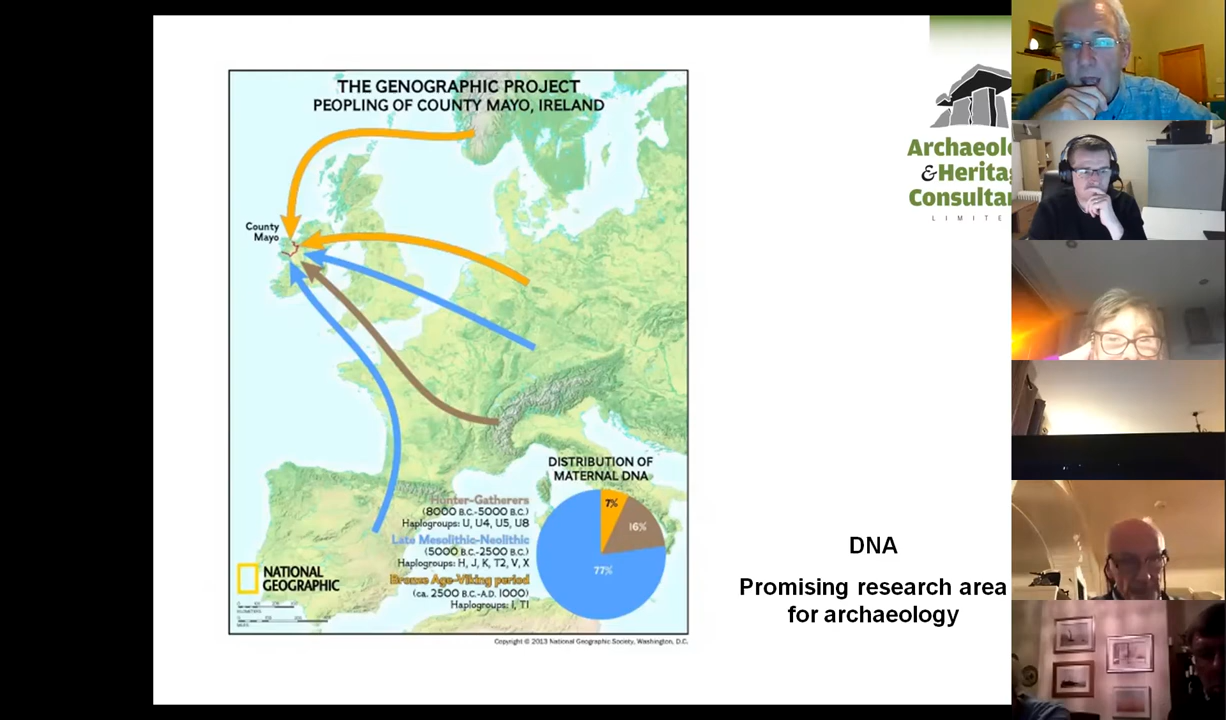 THE GENOGRAPHIC PROJECT
PEOPLING OF COUNTY MAYO, IRELAND
County
Mayo
DISTRIBUTION OF
MATERNAL DNA
7%
16%
77%
Hunter-Gatherers
(8000 B.C.-5000 B.C.)
Haplogroups: U, U4, U5, U8
Late Mesolithic-Neolithic
(5000 B.C.-2500 B.C.)
Haplogroups: H, J, K, T2, V, X
Bronze Age-Viking period
(ca. 2500 B.C.-A.D. 1000)
Haplogroups: I, T1
NATIONAL
GEOGRAPHIC
KILOMETERS
MILES
Copyright © 2013 National Geographic Society, Washington, D.C.
Archaeolo
&Heritag
Consultan
LIMITE
DNA
Promising research area
for archaeology